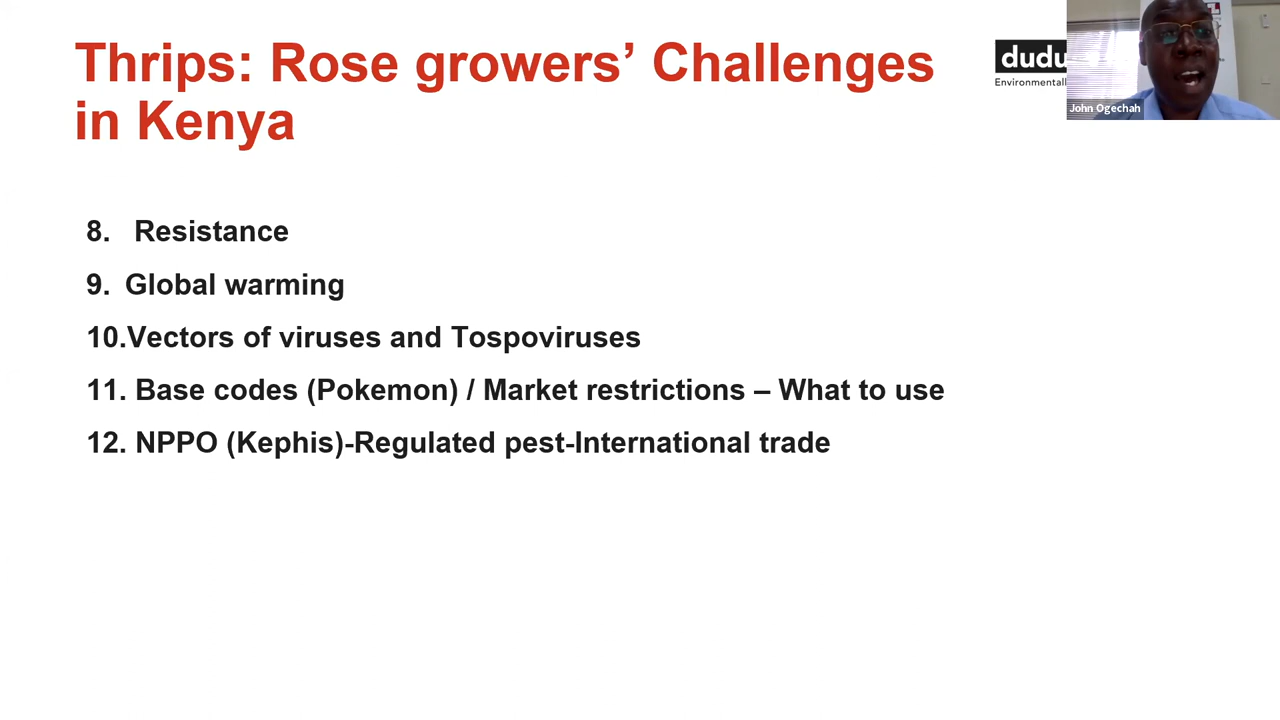 Thrips: Rose growers’ Challenges
in Kenya
dudu
Environmental
John Ogechah
8. Resistance
9. Global warming
10.Vectors of viruses and Tospoviruses
11. Base codes (Pokemon) / Market restrictions – What to use
12. NPPO (Kephis)-Regulated pest-International trade